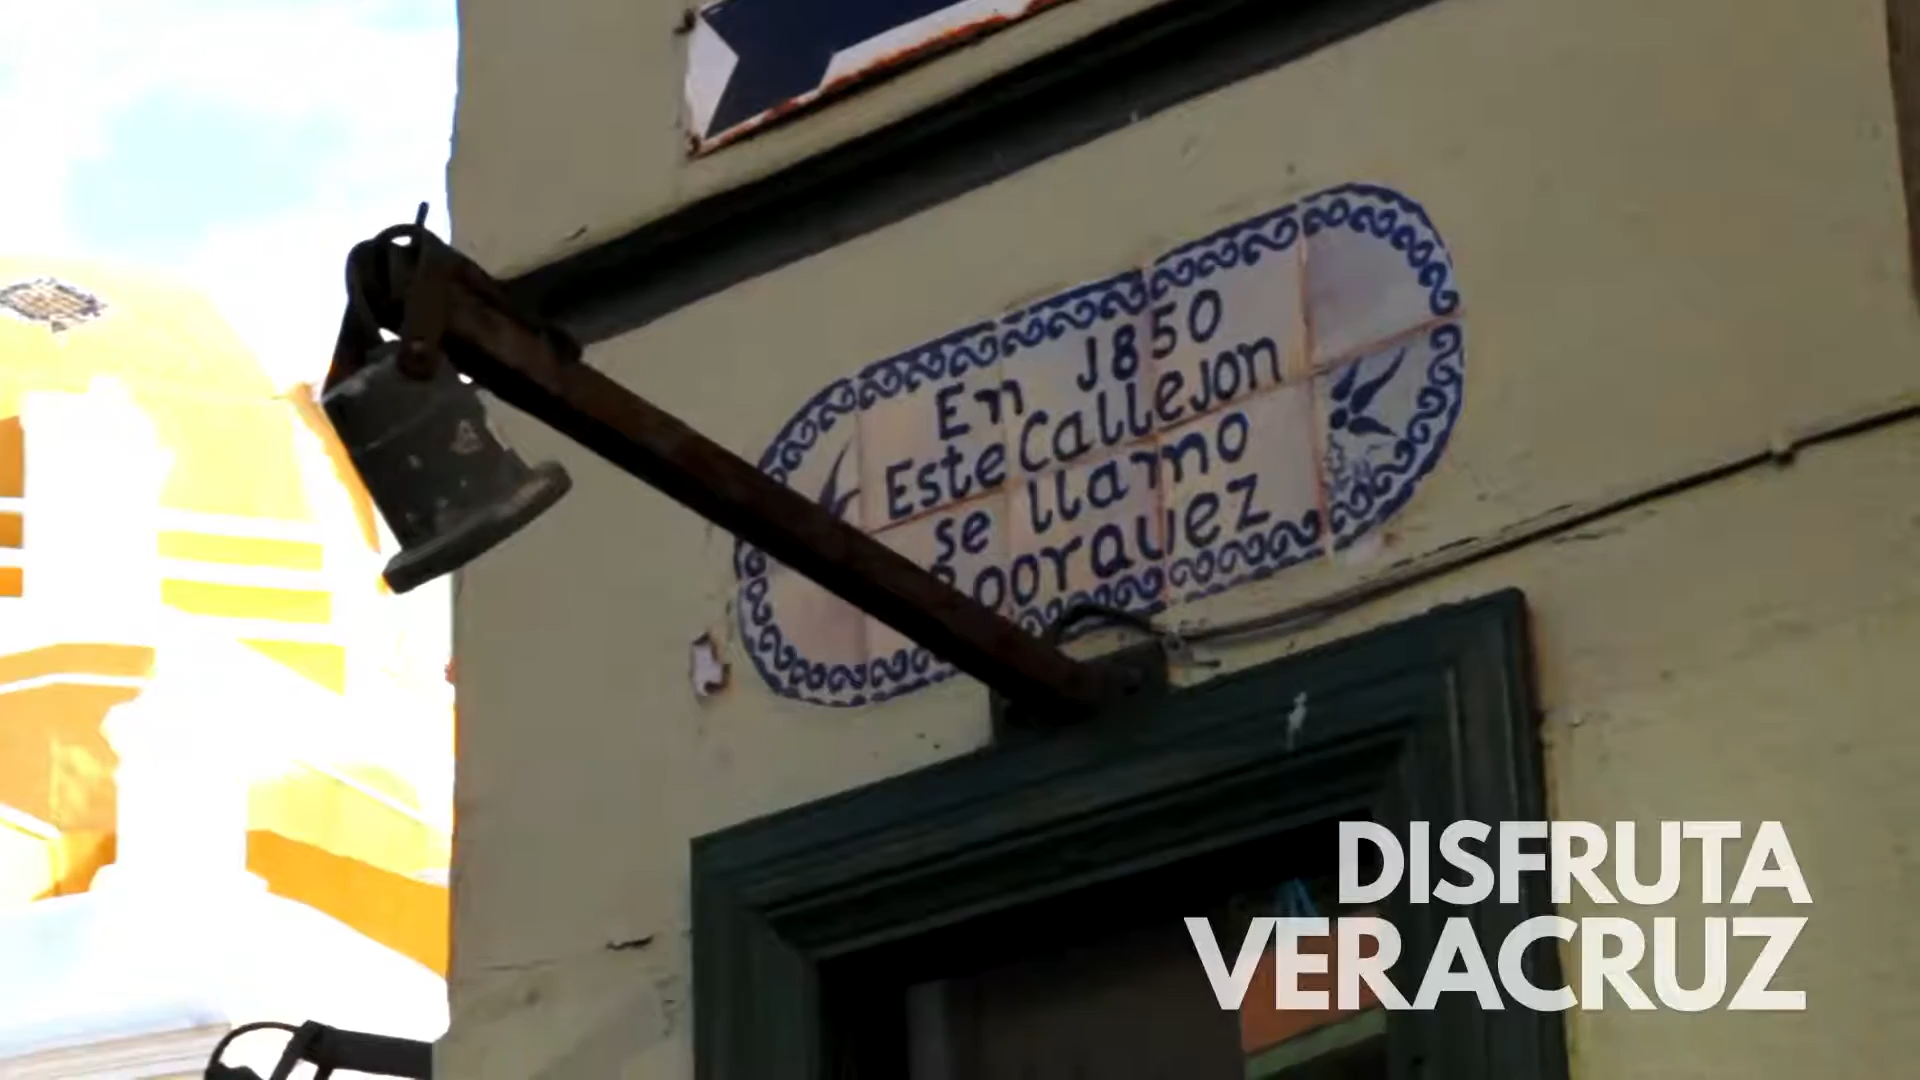 En 1850
Este Callejon
se llamo
DISFRUTA
VERACRUZ